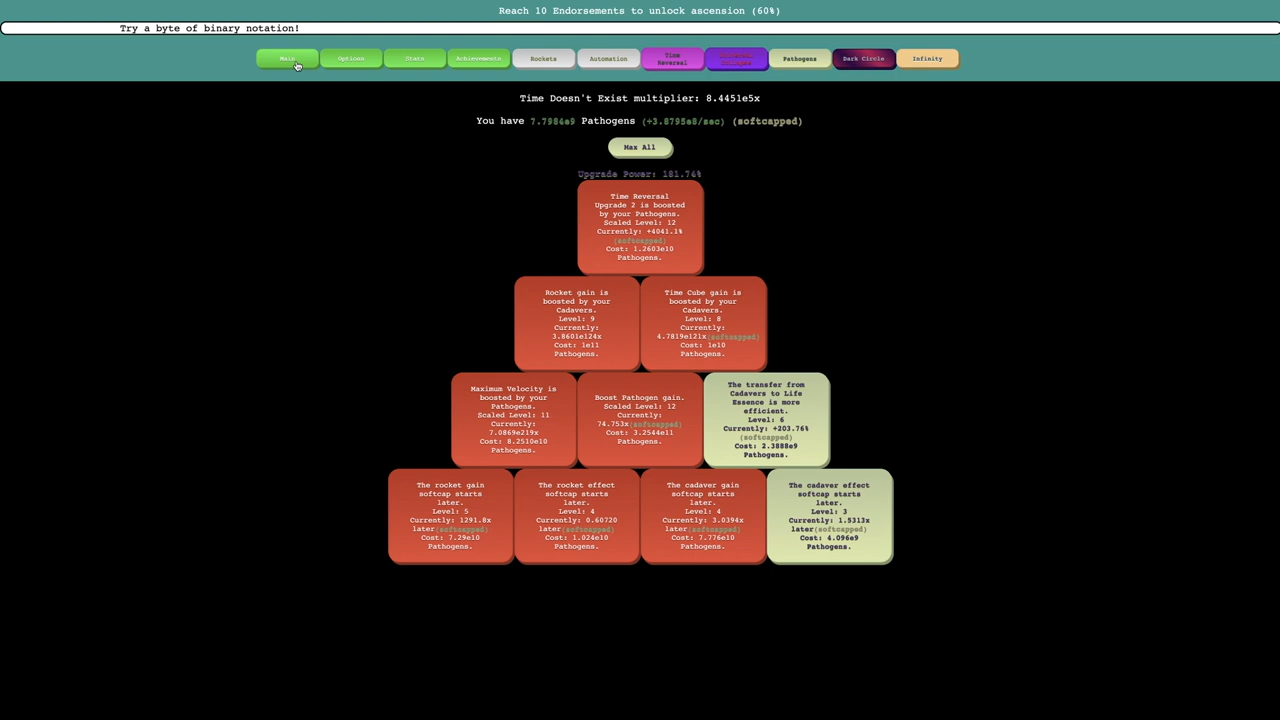 Reach 10 Endorsements to unlock ascension (60%)
Try a byte of binary notation!
Main
Options
Stats
Achievements
Rockets
Automation
Time
Reversal
Universal
Collapse
Pathogens
Dark Circle
Infinity
Time Doesn't Exist multiplier: 8.4451e5x
You have 7.7984e9 Pathogens (+3.8795e8/sec) (softcapped)
Max All
Upgrade Power: 181.74%
Time Reversal
Upgrade 2 is boosted
by your Pathogens.
Scaled Level: 12
Currently: +4041.1%
(softcapped)
Cost: 1.2603e10
Pathogens.
Rocket gain is
boosted by your
Cadavers.
Level: 9
Currently:
3.8601e124x
Cost: 1e11
Pathogens.
Time Cube gain is
boosted by your
Cadavers.
Level: 8
Currently:
4.7819e121x(softcapped)
Cost: 1e10
Pathogens.
Maximum Velocity is
boosted by your
Pathogens.
Scaled Level: 11
Currently:
7.0869e219x
Cost: 8.2510e10
Pathogens.
Boost Pathogen gain.
Scaled Level: 12
Currently:
74.753x(softcapped)
Cost: 3.2544e11
Pathogens.
The transfer from
Cadavers to Life
Essence is more
efficient.
Level: 6
Currently: +203.76%
(softcapped)
Cost: 2.3888e9
Pathogens.
The rocket gain
softcap starts
later.
Level: 5
Currently: 1291.8x
later(softcapped)
Cost: 7.29e10
Pathogens.
The rocket effect
softcap starts
later.
Level: 4
Currently: 0.60720
later(softcapped)
Cost: 1.024e10
Pathogens.
The cadaver gain
softcap starts
later.
Level: 4
Currently: 3.0394x
later(softcapped)
Cost: 7.776e10
Pathogens.
The cadaver effect
softcap starts
later.
Level: 3
Currently: 1.5313x
later(softcapped)
Cost: 4.096e9
Pathogens.